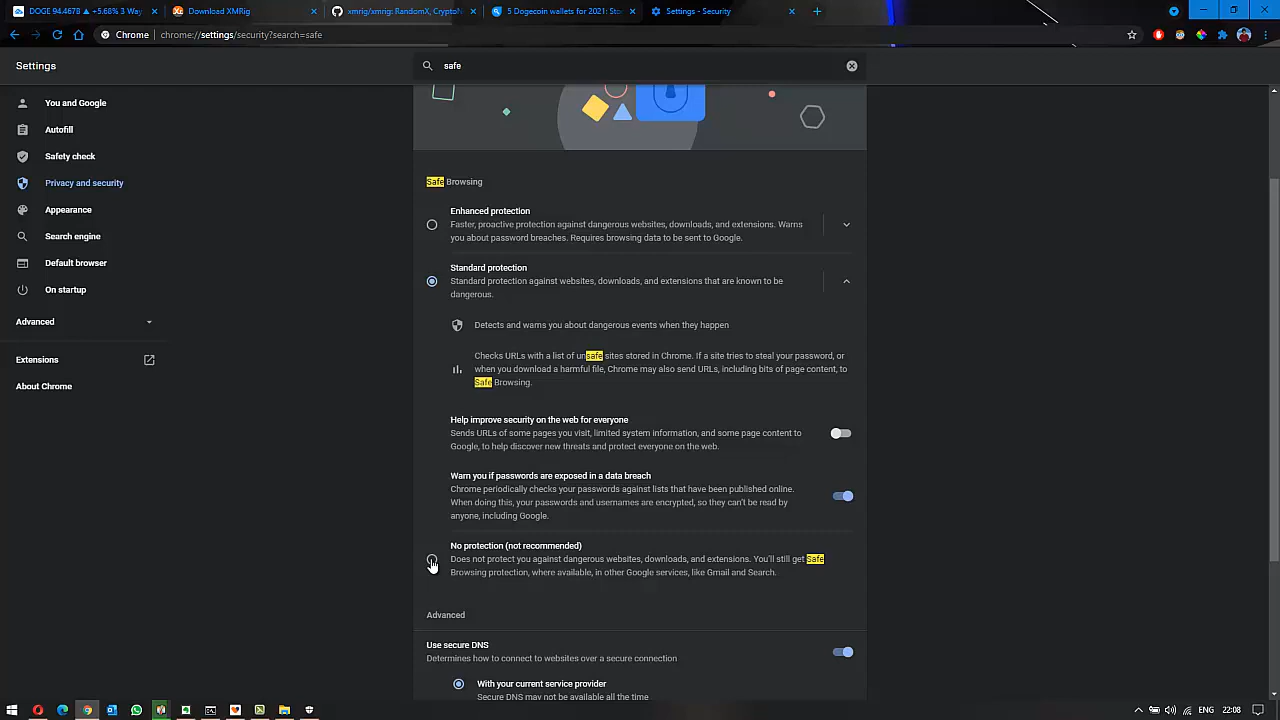 DOGE 94.4678 ▲ +5.68% 3 Way
Download XMRig
xmrig/xmrig: RandomX, CryptoN
5 Dogecoin wallets for 2021: Sto
Settings - Security
Chrome | chrome://settings/security?search=safe
Settings
safe
You and Google
Autofill
Safety check
Privacy and security
Appearance
Search engine
Default browser
On startup
Advanced
Extensions
About Chrome
Safe Browsing
Enhanced protection
Faster, proactive protection against dangerous websites, downloads, and extensions. Warns
you about password breaches. Requires browsing data to be sent to Google.
Standard protection
Standard protection against websites, downloads, and extensions that are known to be
dangerous.
Detects and warns you about dangerous events when they happen
Checks URLs with a list of unsafe sites stored in Chrome. If a site tries to steal your password, or
when you download a harmful file, Chrome may also send URLs, including bits of page content, to
Safe Browsing.
Help improve security on the web for everyone
Sends URLs of some pages you visit, limited system information, and some page content to
Google, to help discover new threats and protect everyone on the web.
Warn you if passwords are exposed in a data breach
Chrome periodically checks your passwords against lists that have been published online.
When doing this, your passwords and usernames are encrypted, so they can't be read by
anyone, including Google.
No protection (not recommended)
Does not protect you against dangerous websites, downloads, and extensions. You'll still get Safe
Browsing protection, where available, in other Google services, like Gmail and Search.
Advanced
Use secure DNS
Determines how to connect to websites over a secure connection
With your current service provider
Secure DNS may not be available all the time
ENG
22:08